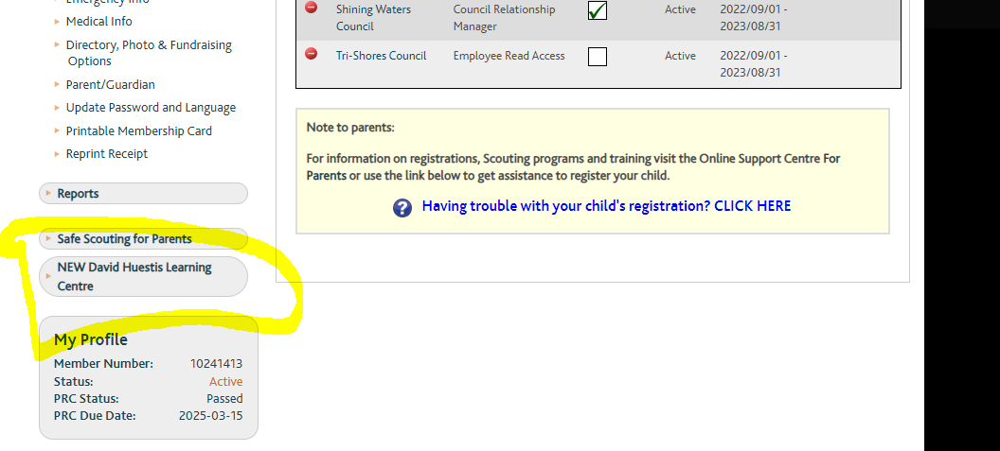 Emergency Info
Medical Info
Directory, Photo & Fundraising
Options
Parent/Guardian
Update Password and Language
Printable Membership Card
Reprint Receipt
Reports
Safe Scouting for Parents
NEW David Huestis Learning
Centre
My Profile
Member Number: 10241413
Status: Active
PRC Status: Passed
PRC Due Date: 2025-03-15
Shining Waters Council Relationship Active 2022/09/01 -
Council Manager 2023/08/31
Tri-Shores Council Employee Read Access Active 2022/09/01 -
2023/08/31
Note to parents:
For information on registrations, Scouting programs and training visit the Online Support Centre For
Parents or use the link below to get assistance to register your child.
? Having trouble with your child's registration? CLICK HERE